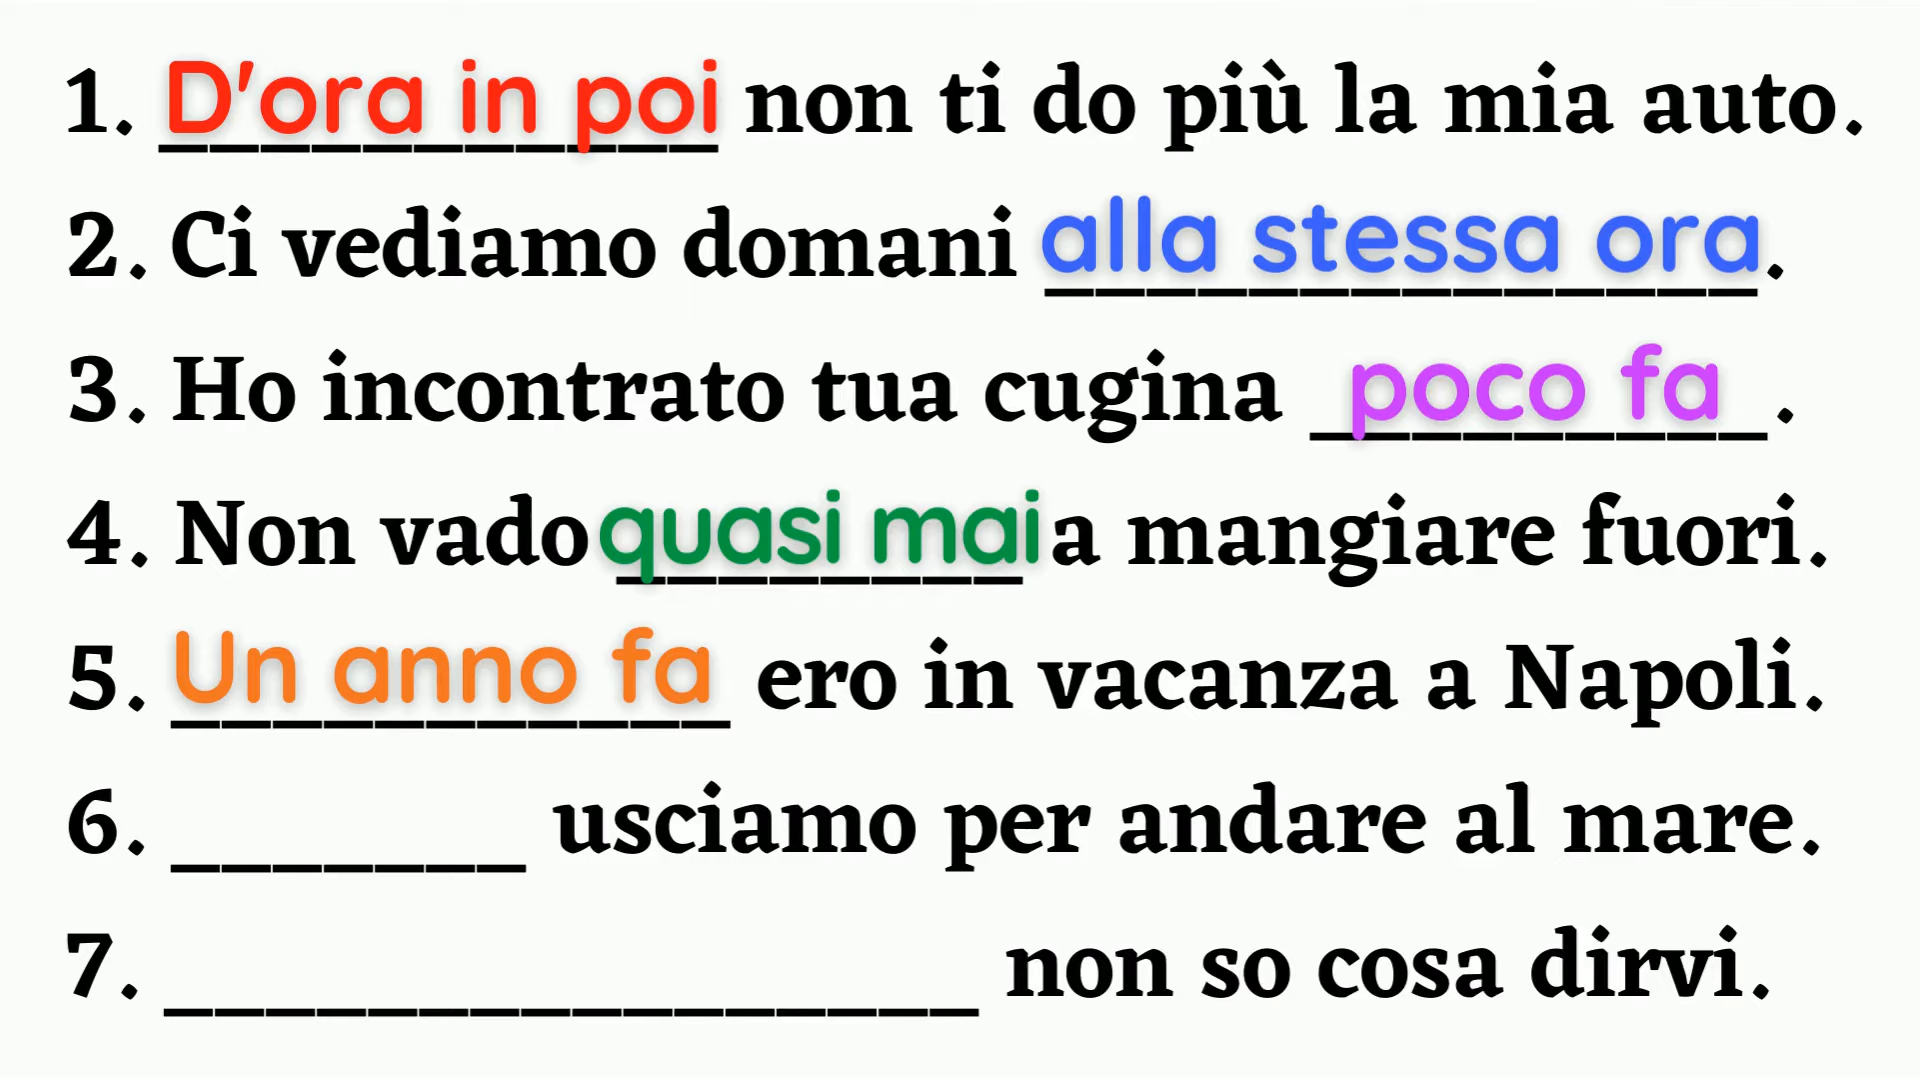 1. D'ora in poi non ti do più la mia auto.
2. Ci vediamo domani alla stessa ora.
3. Ho incontrato tua cugina poco fa.
4. Non vado quasi mai a mangiare fuori.
5. Un anno fa ero in vacanza a Napoli.
6. _______ usciamo per andare al mare.
7. ________________ non so cosa dirvi.